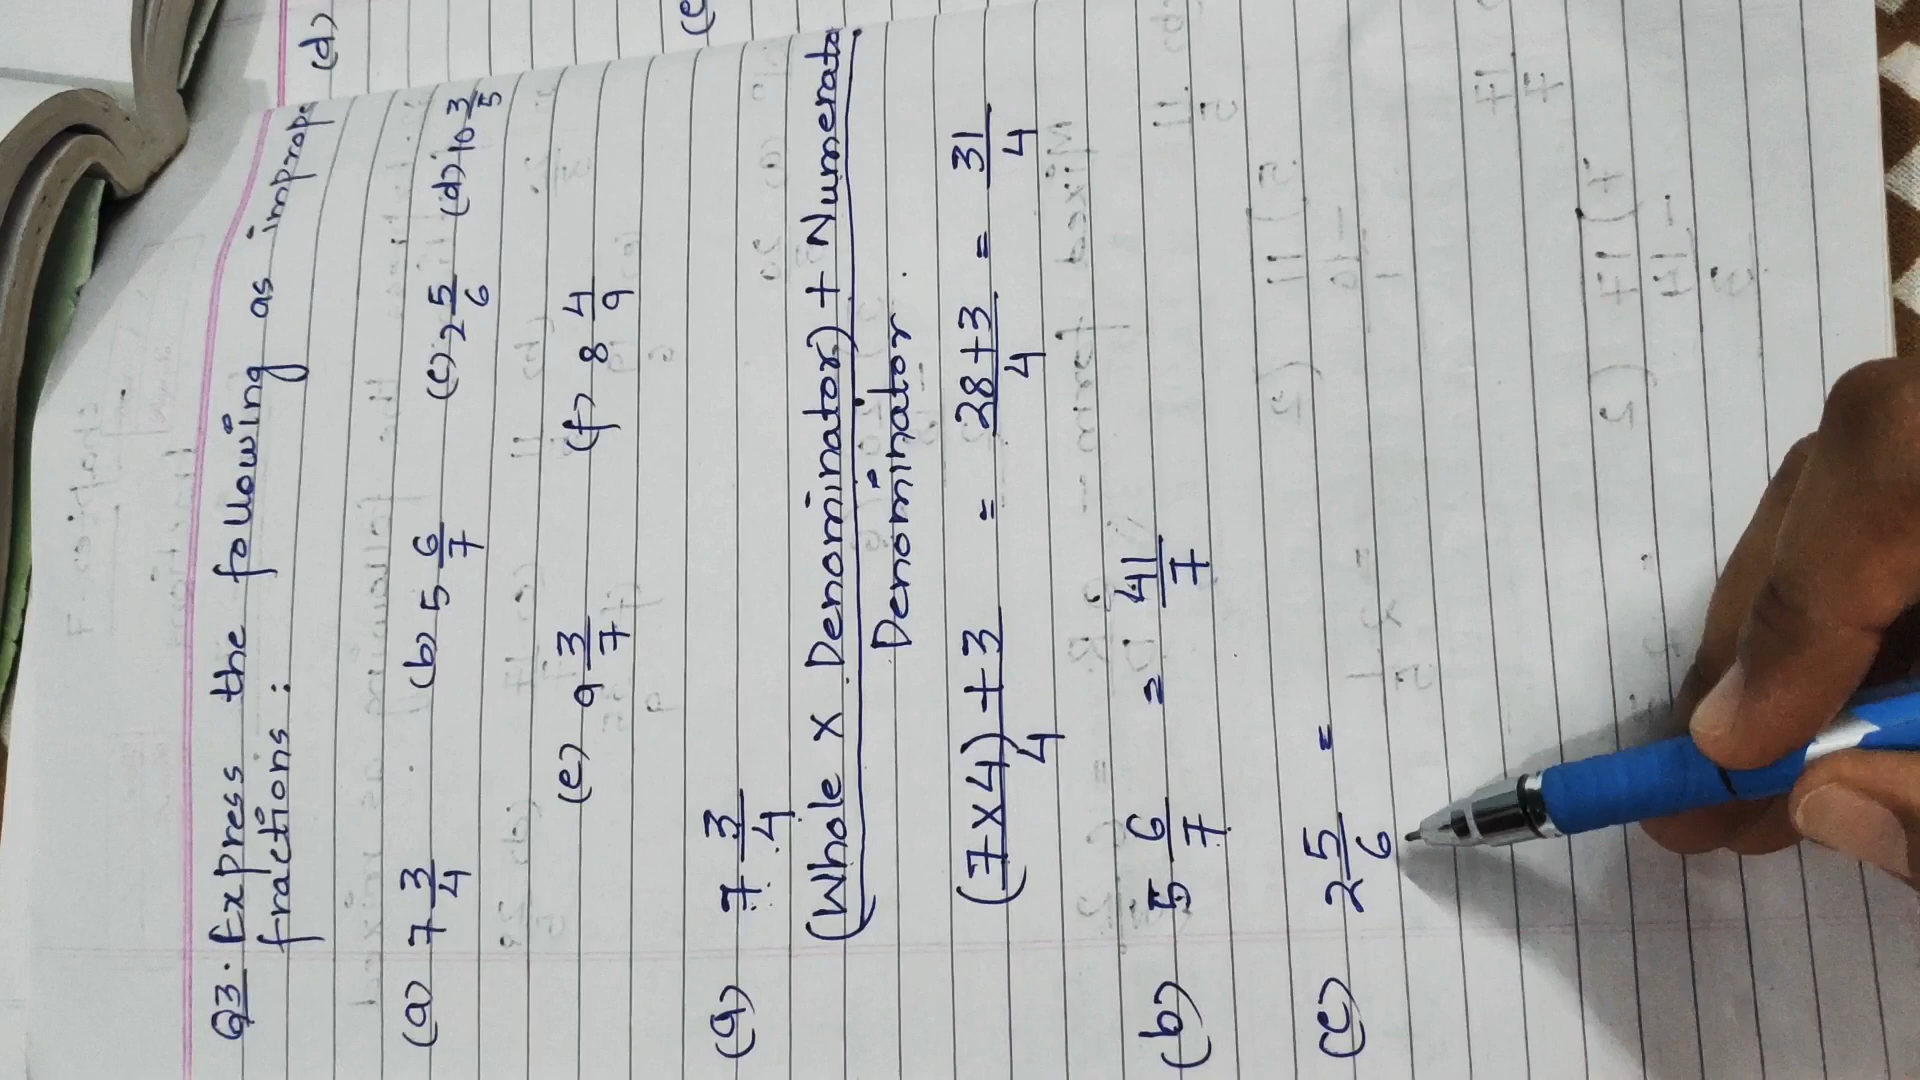 (d)
Q3. Express the following as improp
fractions :
(a) 7 3/4 (b) 5 6/7 (c) 2 5/6 (d) 10 3/5
(e) 9 3/7 (f) 8 4/9
(a) 7 3/4
(Whole × Denominator) + Numerato
Denominator
(7×4)+3/4 = 28+3/4 = 31/4
(b) 5 6/7 = 41/7
(c) 2 5/6 =